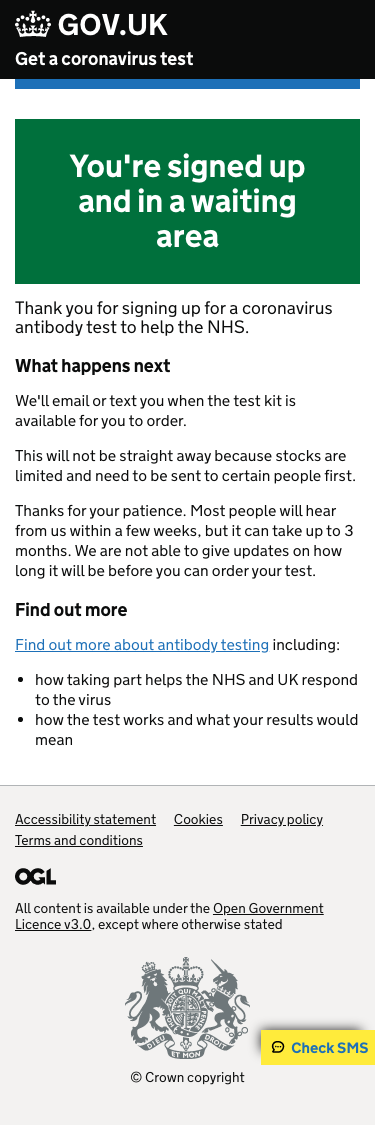 GOV.UK
Get a coronavirus test
You're signed up
and in a waiting
area
Thank you for signing up for a coronavirus
antibody test to help the NHS.
What happens next
We'll email or text you when the test kit is
available for you to order.
This will not be straight away because stocks are
limited and need to be sent to certain people first.
Thanks for your patience. Most people will hear
from us within a few weeks, but it can take up to 3
months. We are not able to give updates on how
long it will be before you can order your test.
Find out more
Find out more about antibody testing including:
how taking part helps the NHS and UK respond
to the virus
how the test works and what your results would
mean
Accessibility statement Cookies Privacy policy
Terms and conditions
OGL
All content is available under the Open Government
Licence v3.0, except where otherwise stated
DIEU ET MON DROIT
Check SMS
© Crown copyright